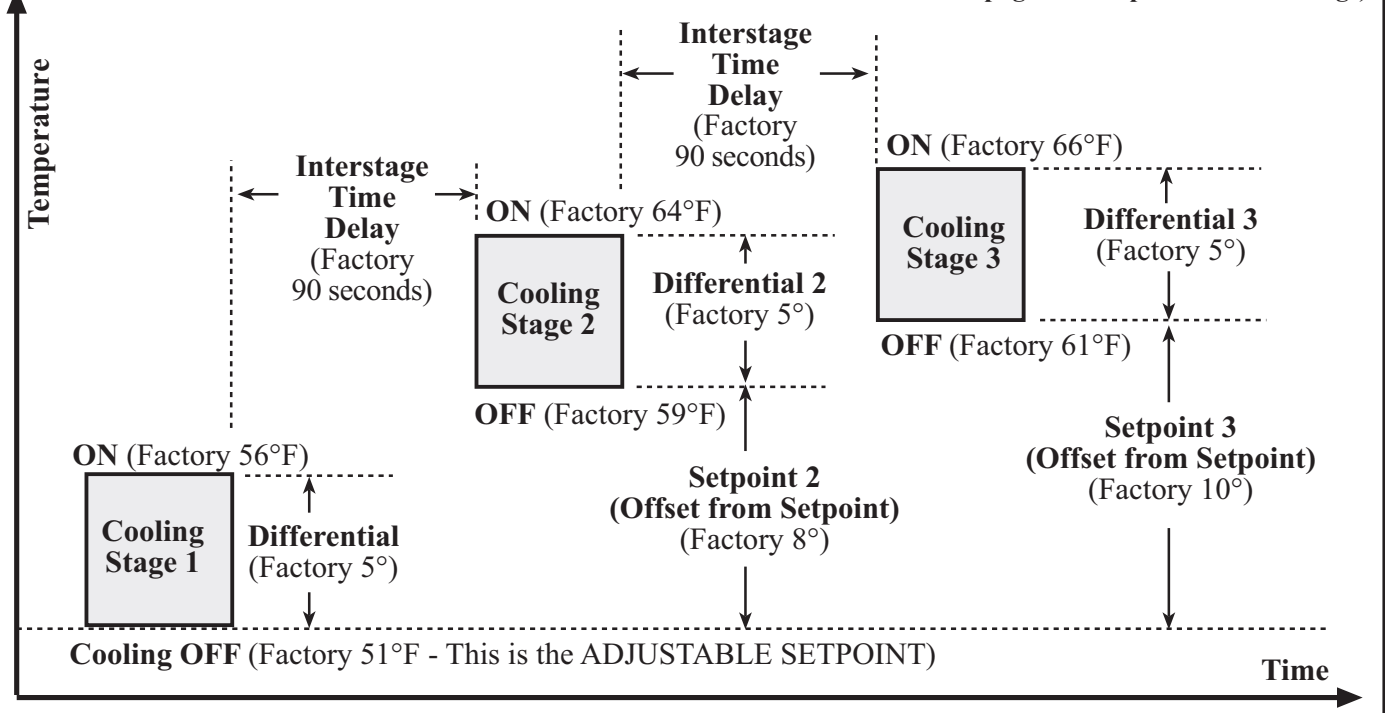 Interstage
Time
Delay
(Factory
90 seconds)
ON (Factory 66°F)
Interstage
Time
Delay
(Factory
90 seconds)
ON (Factory 64°F)
Cooling
Stage 3
Differential 3
(Factory 5°)
Temperature
Cooling
Stage 2
Differential 2
(Factory 5°)
OFF (Factory 61°F)
OFF (Factory 59°F)
Setpoint 3
(Offset from Setpoint)
(Factory 10°)
ON (Factory 56°F)
Setpoint 2
(Offset from Setpoint)
(Factory 8°)
Cooling
Stage 1
Differential
(Factory 5°)
Cooling OFF (Factory 51°F - This is the ADJUSTABLE SETPOINT)
Time